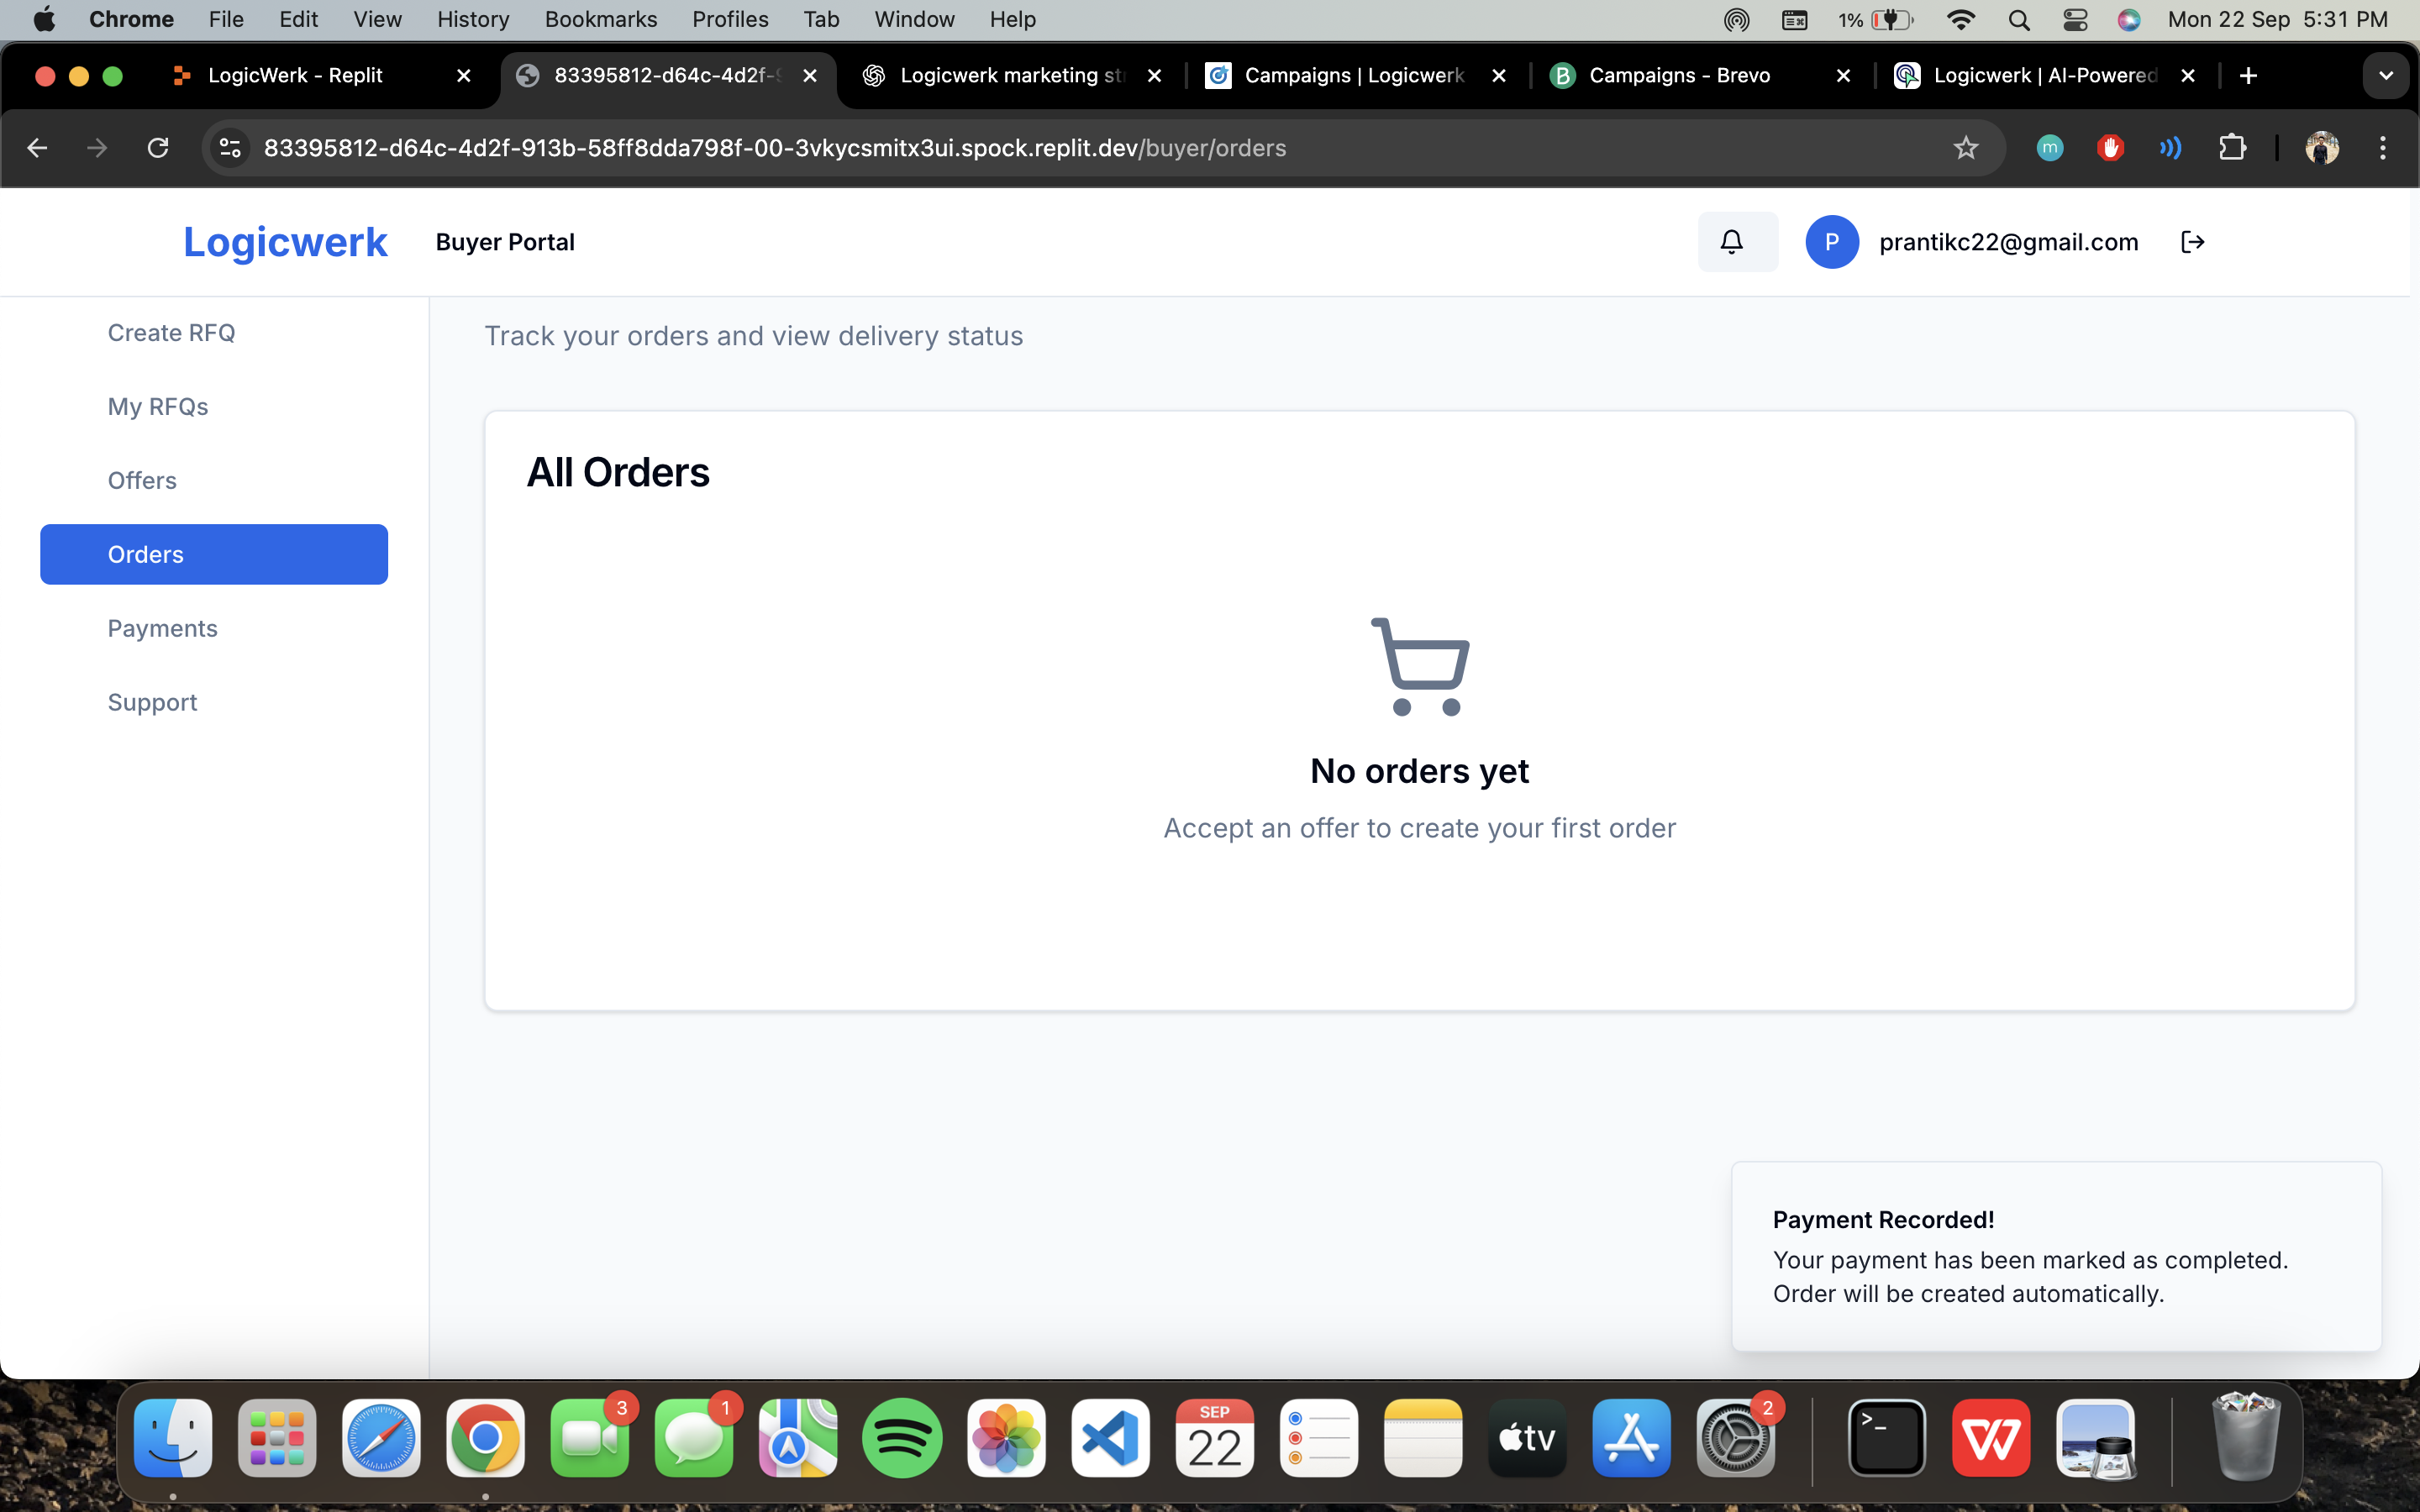 Chrome File Edit View History Bookmarks Profiles Tab Window Help 1% Mon 22 Sep 5:31 PM
LogicWerk - Replit 83395812-d64c-4d2f-9 Logicwerk marketing str Campaigns | Logicwerk B Campaigns - Brevo Logicwerk | AI-Powered
83395812-d64c-4d2f-913b-58ff8dda798f-00-3vkycsmitx3ui.spock.replit.dev/buyer/orders m
Logicwerk Buyer Portal P prantikc22@gmail.com
Create RFQ
My RFQs
Offers
Orders
Payments
Support
Track your orders and view delivery status
All Orders
No orders yet
Accept an offer to create your first order
Payment Recorded!
Your payment has been marked as completed.
Order will be created automatically.
3 1 SEP 22 tv 2 >_ W